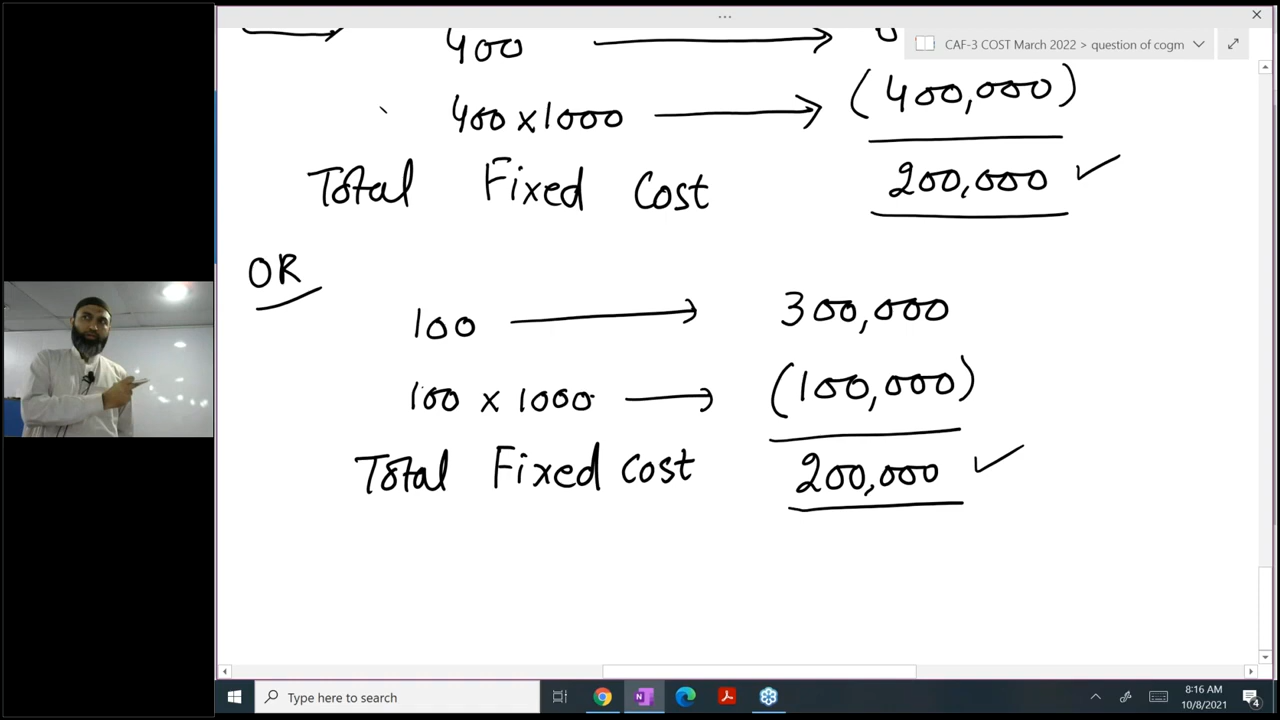 CAF-3 COST March 2022 > question of cogm
400
400 x 1000 (400,000)
Total Fixed Cost 200,000
OR
100 300,000
100 x 1000 (100,000)
Total Fixed Cost 200,000
Type here to search
8:16 AM
10/8/2021
4